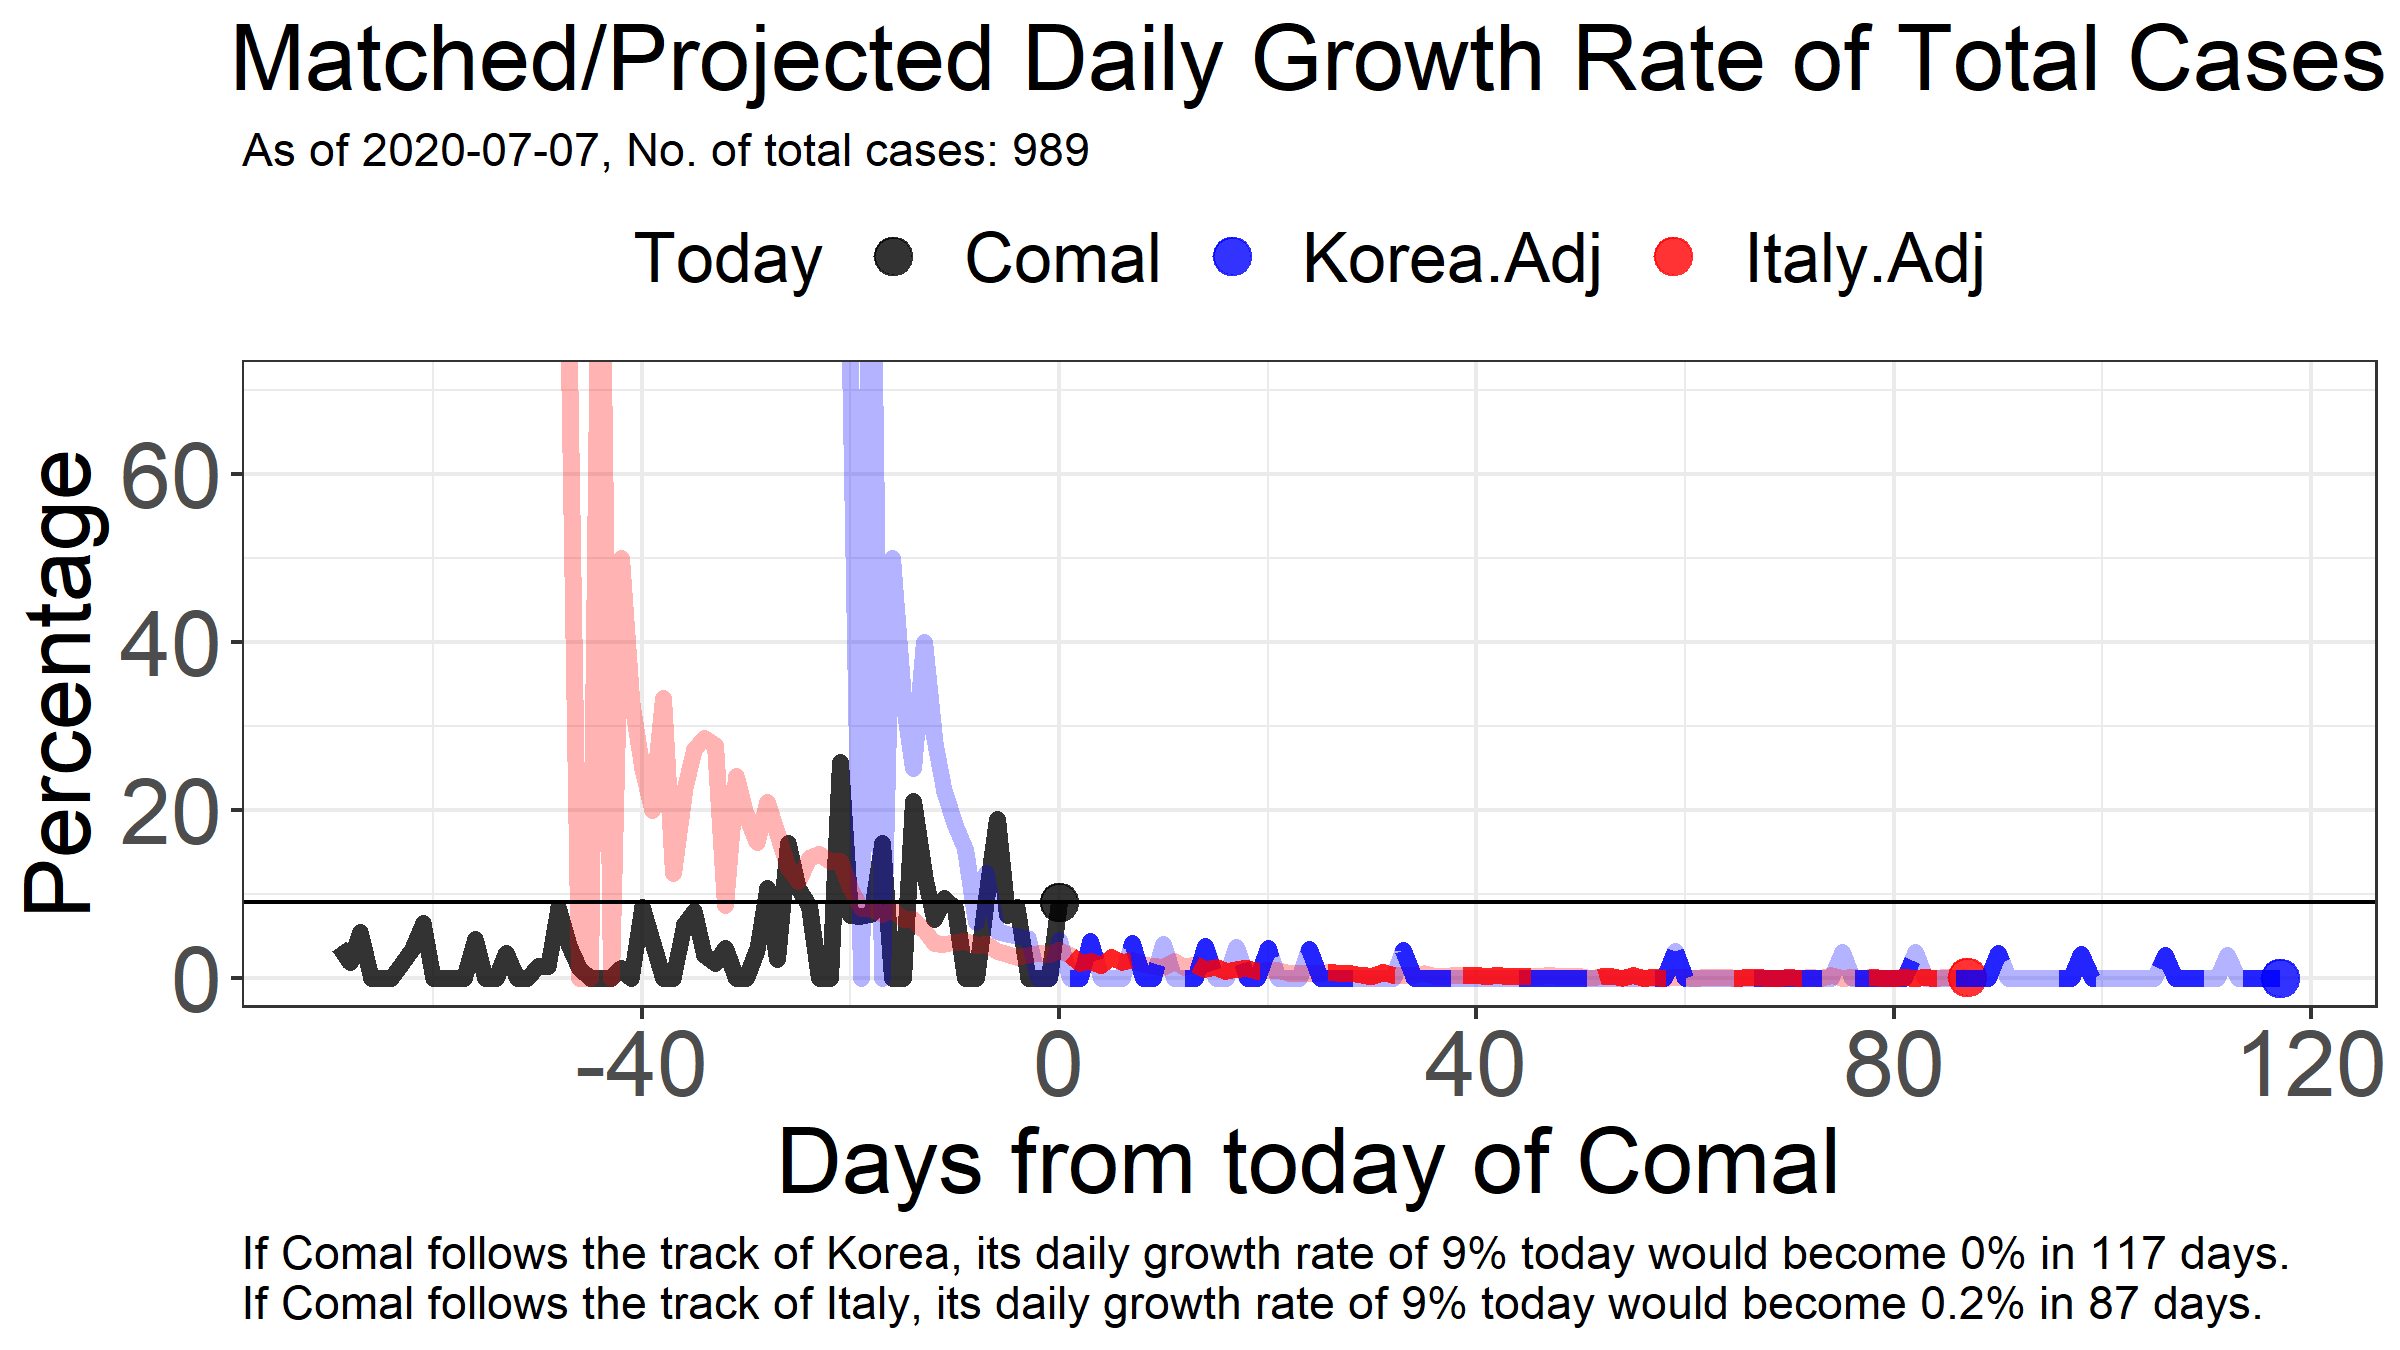 Matched/Projected Daily Growth Rate of Total Cases
As of 2020-07-07, No. of total cases: 989
Today Comal Korea.Adj Italy.Adj
Percentage
60
40
20
0
-40 0 40 80 120
Days from today of Comal
If Comal follows the track of Korea, its daily growth rate of 9% today would become 0% in 117 days.
If Comal follows the track of Italy, its daily growth rate of 9% today would become 0.2% in 87 days.